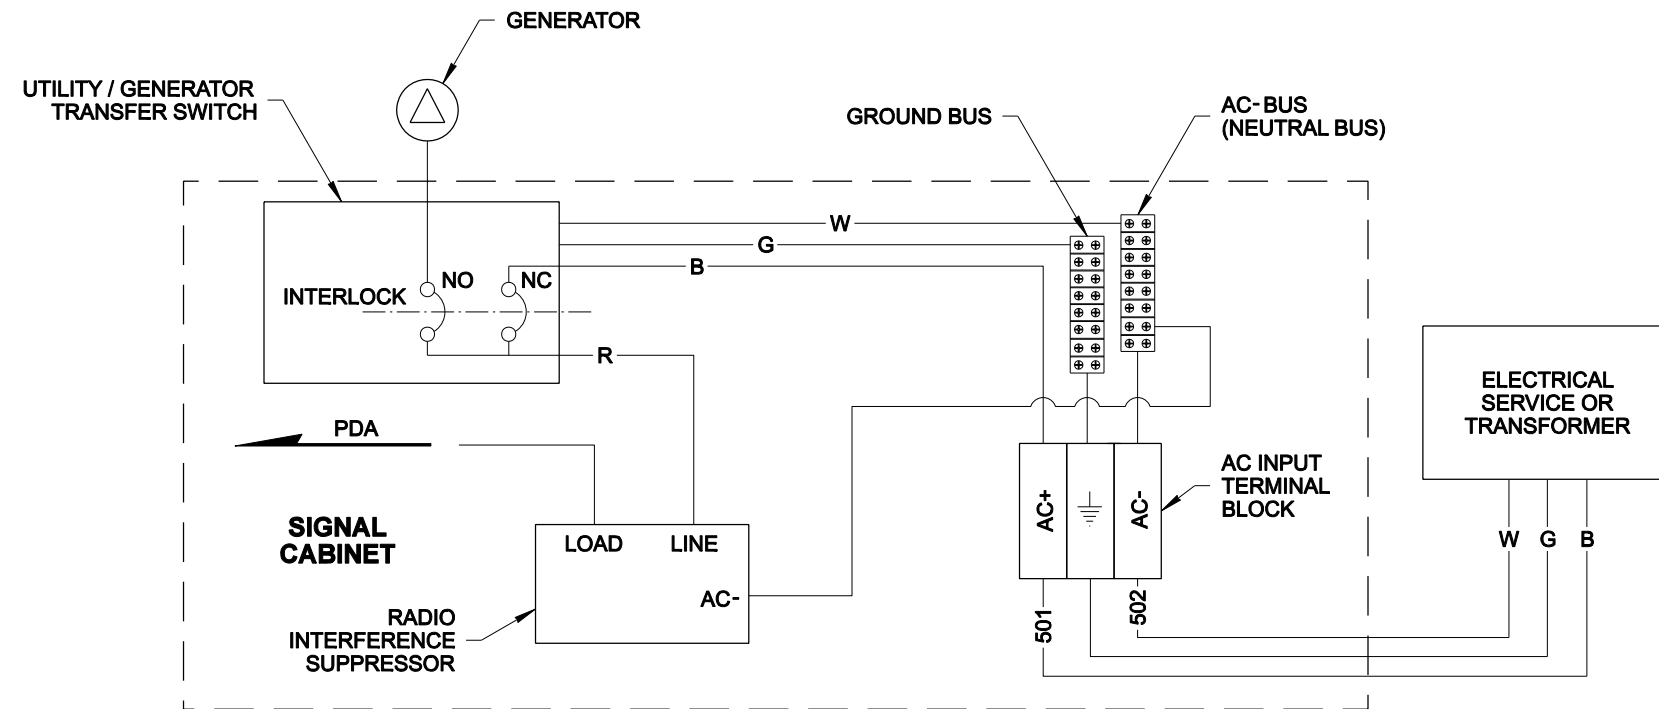 GENERATOR
UTILITY / GENERATOR
TRANSFER SWITCH
GROUND BUS
AC-BUS
(NEUTRAL BUS)
W
G
B
NO
NC
INTERLOCK
R
ELECTRICAL
SERVICE OR
TRANSFORMER
PDA
AC INPUT
TERMINAL
BLOCK
AC+
AC-
SIGNAL
CABINET
LOAD
LINE
AC-
W
G
B
501
502
RADIO
INTERFERENCE
SUPPRESSOR